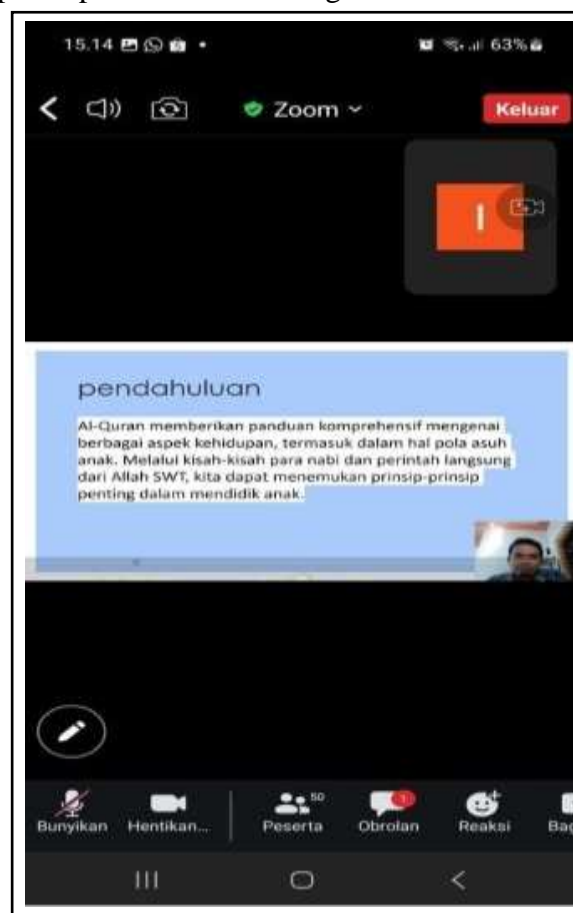 15.14
63%
Zoom
Keluar
I
pendahuluan
Al-Quran memberikan panduan komprehensif mengenai
berbagai aspek kehidupan, termasuk dalam hal pola asuh
anak. Melalui kisah-kisah para nabi dan perintah langsung
dari Allah SWT, kita dapat menemukan prinsip-prinsip
penting dalam mendidik anak.
50
1
Bunyikan Hentikan... Peserta Obrolan Reaksi